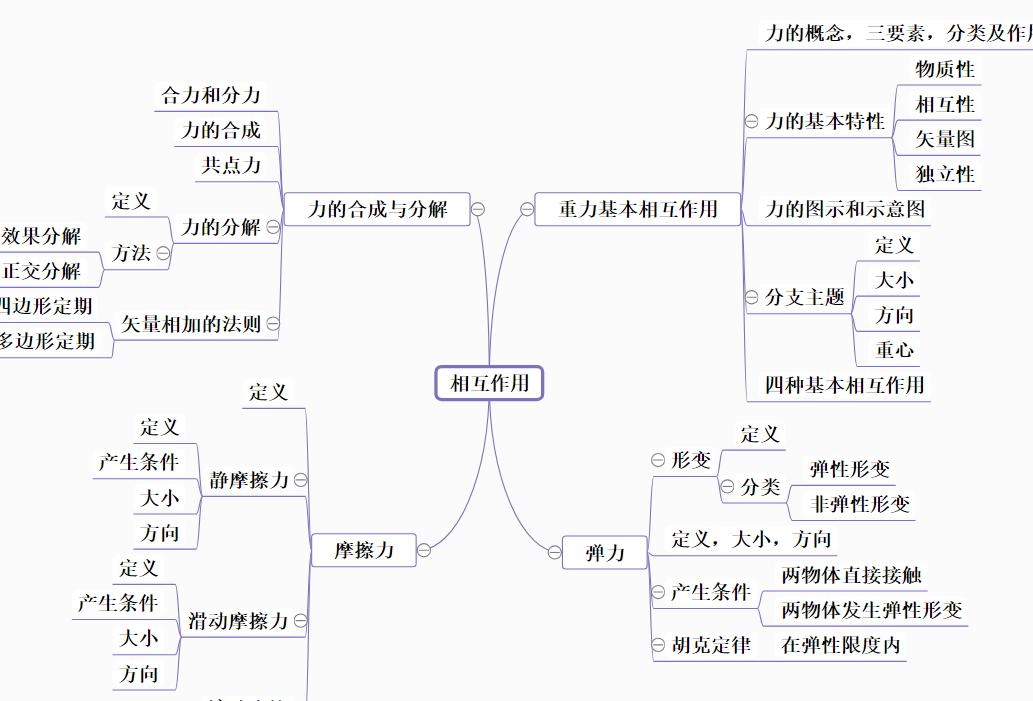 相互作用
重力基本相互作用
力的概念，三要素，分类及作
力的基本特性
物质性
相互性
矢量图
独立性
力的图示和示意图
分支主题
定义
大小
方向
重心
四种基本相互作用
弹力
形变
定义
分类
弹性形变
非弹性形变
定义，大小，方向
产生条件
两物体直接接触
两物体发生弹性形变
胡克定律
在弹性限度内
力的合成与分解
合力和分力
力的合成
共点力
力的分解
定义
方法
效果分解
正交分解
矢量相加的法则
四边形定期
多边形定期
摩擦力
定义
静摩擦力
定义
产生条件
大小
方向
滑动摩擦力
定义
产生条件
大小
方向